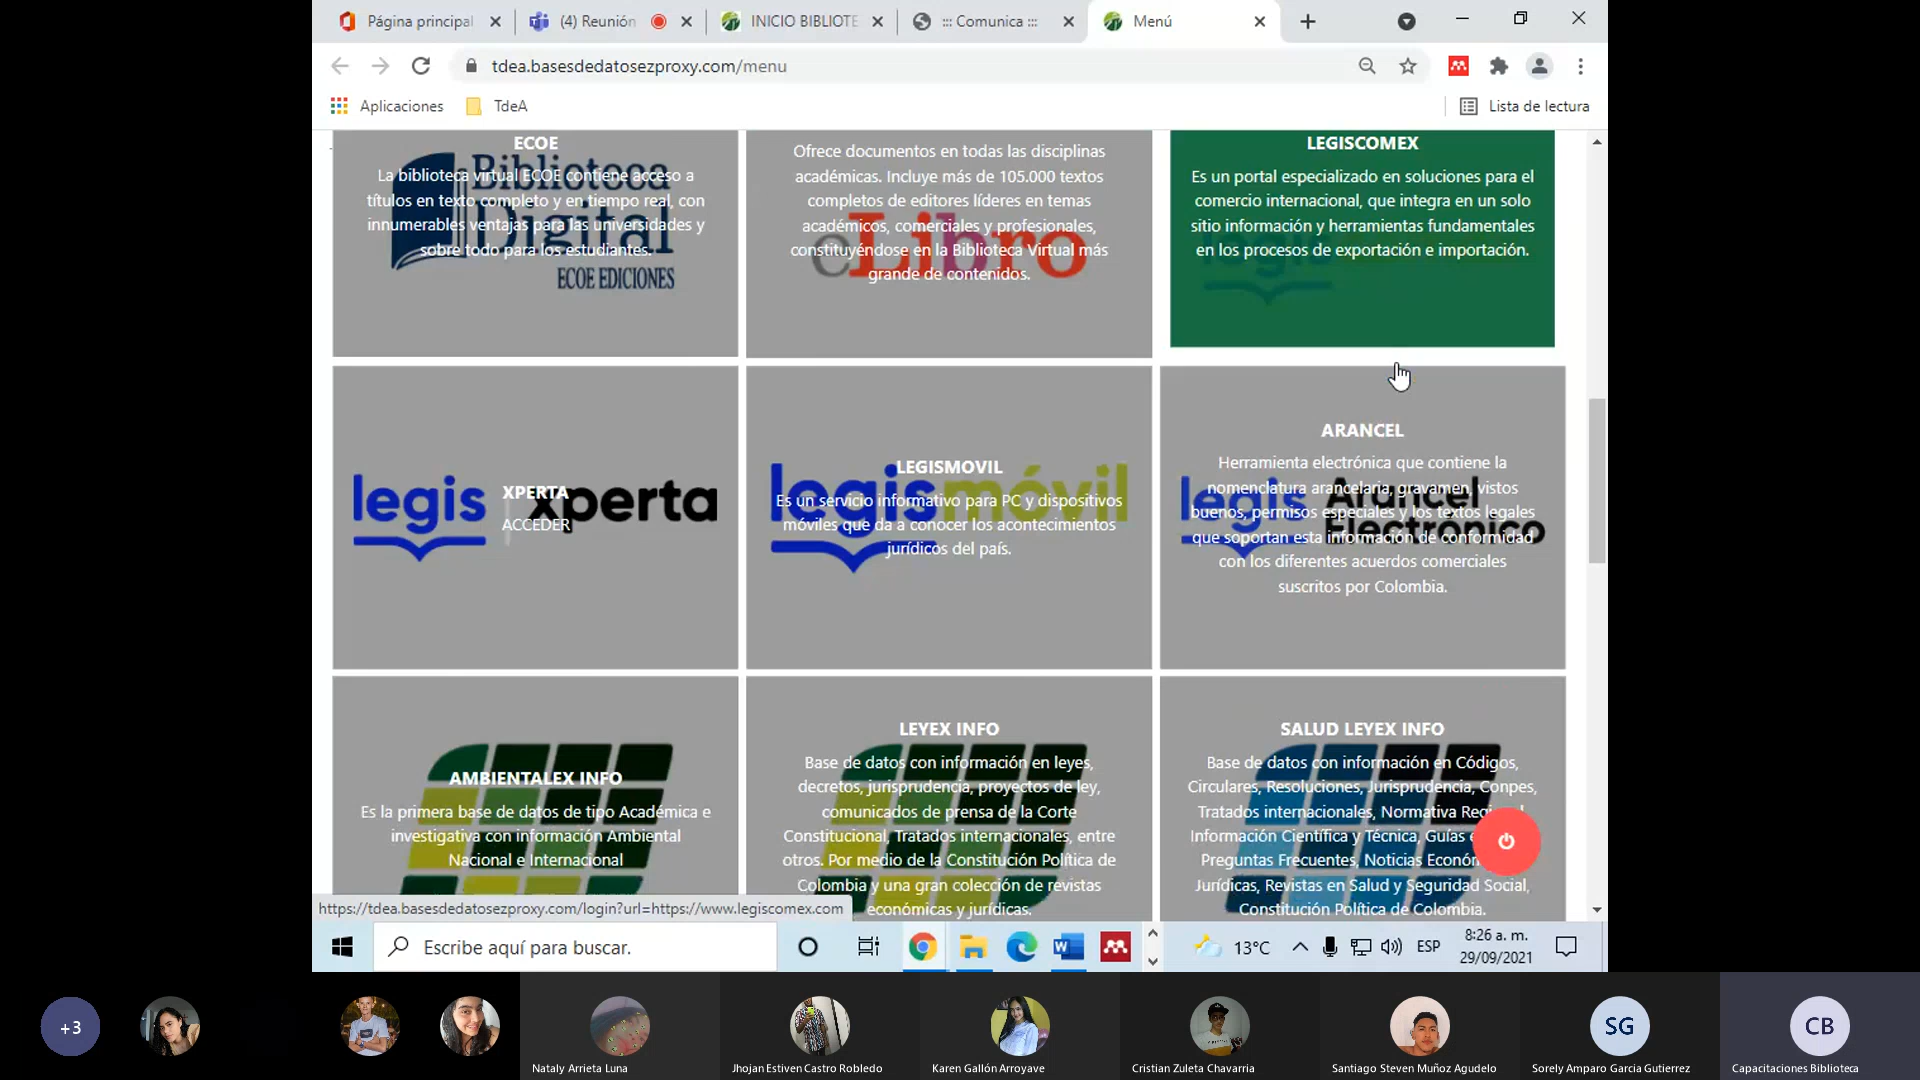 Página principal
(4) Reunión
INICIO BIBLIOTE
::: Comunica :::
Menú
tdea.basesdedatosezproxy.com/menu
Aplicaciones
TdeA
Lista de lectura
ECOE
La biblioteca virtual ECOE contiene acceso a
títulos en texto completo y en tiempo real, con
innumerables ventajas para las universidades y
sobre todo para los estudiantes.
Biblioteca
Digital
ECOE EDICIONES
Ofrece documentos en todas las disciplinas
académicas. Incluye más de 105.000 textos
completos de editores líderes en temas
académicos, comerciales y profesionales,
constituyéndose en la Biblioteca Virtual más
grande de contenidos.
eLibro
LEGISCOMEX
Es un portal especializado en soluciones para el
comercio internacional, que integra en un solo
sitio información y herramientas fundamentales
en los procesos de exportación e importación.
legis
legis xperta
XPERTA
ACCEDER
legismóvil
LEGISMOVIL
Es un servicio informativo para PC y dispositivos
móviles que da a conocer los acontecimientos
jurídicos del país.
legis Arancel
Electrónico
ARANCEL
Herramienta electrónica que contiene la
nomenclatura arancelaria, gravamen, vistos
buenos, permisos especiales y los textos legales
que soportan esta información de conformidad
con los diferentes acuerdos comerciales
suscritos por Colombia.
AMBIENTALEX INFO
Es la primera base de datos de tipo Académica e
investigativa con información Ambiental
Nacional e Internacional
LEYEX INFO
Base de datos con información en leyes,
decretos, jurisprudencia, proyectos de ley,
comunicados de prensa de la Corte
Constitucional, Tratados internacionales, entre
otros. Por medio de la Constitución Política de
Colombia y una gran colección de revistas
económicas y jurídicas.
SALUD LEYEX INFO
Base de datos con información en Códigos,
Circulares, Resoluciones, Jurisprudencia, Conpes,
Tratados internacionales, Normativa
Información Científica y Técnica, Guías
Preguntas Frecuentes, Noticias
Jurídicas, Revistas en Salud y Seguridad Social,
Constitución Política de Colombia.
https://tdea.basesdedatosezproxy.com/login?url=https://www.legiscomex.com
Escribe aquí para buscar.
13°C
ESP
8:26 a. m.
29/09/2021
+3
Nataly Arrieta Luna
Jhojan Estiven Castro Robledo
Karen Gallón Arroyave
Cristian Zuleta Chavarria
Santiago Steven Muñoz Agudelo
SG
Sorely Amparo Garcia Gutierrez
CB
Capacitaciones Biblioteca